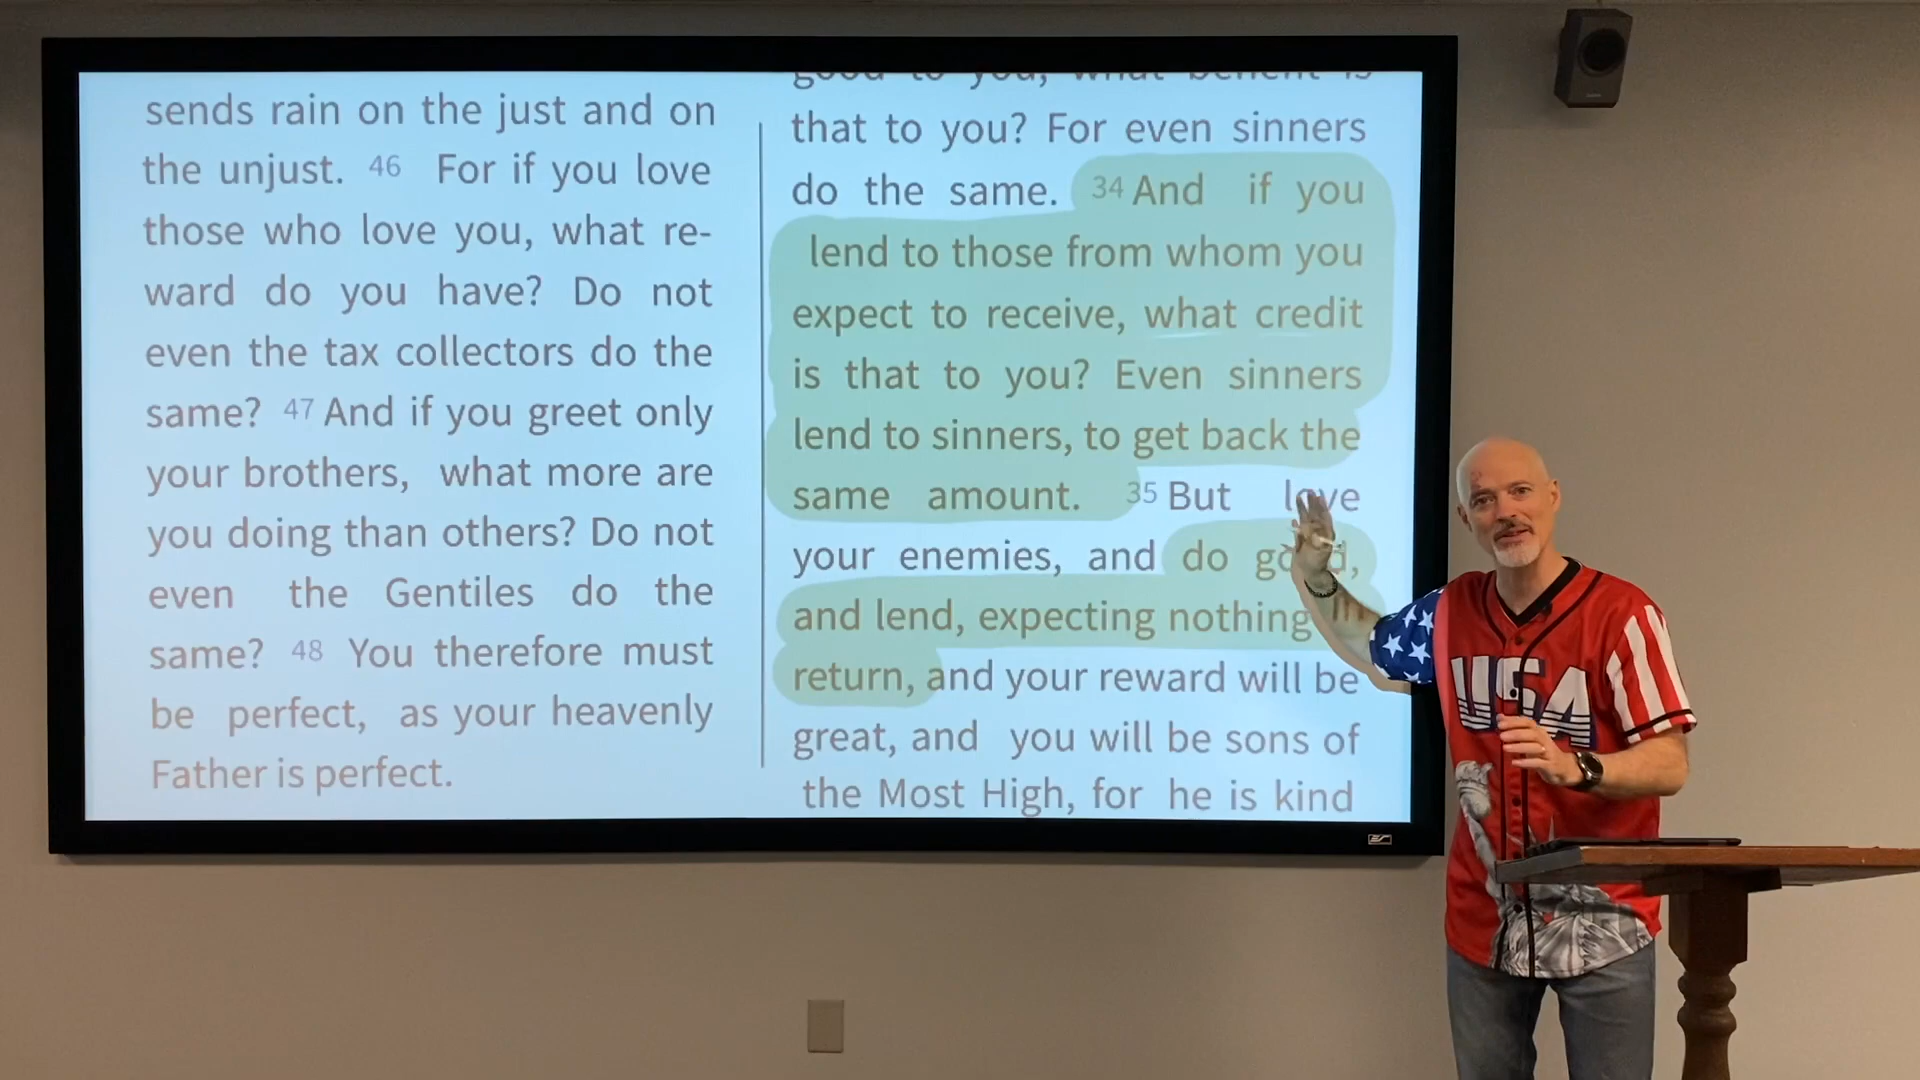 sends rain on the just and on
the unjust. 46 For if you love
those who love you, what re-
ward do you have? Do not
even the tax collectors do the
same? 47 And if you greet only
your brothers, what more are
you doing than others? Do not
even the Gentiles do the
same? 48 You therefore must
be perfect, as your heavenly
Father is perfect.
good to you, what benefit is
that to you? For even sinners
do the same. 34 And if you
lend to those from whom you
expect to receive, what credit
is that to you? Even sinners
lend to sinners, to get back the
same amount. 35 But love
your enemies, and do good,
and lend, expecting nothing in
return, and your reward will be
great, and you will be sons of
the Most High, for he is kind
USA